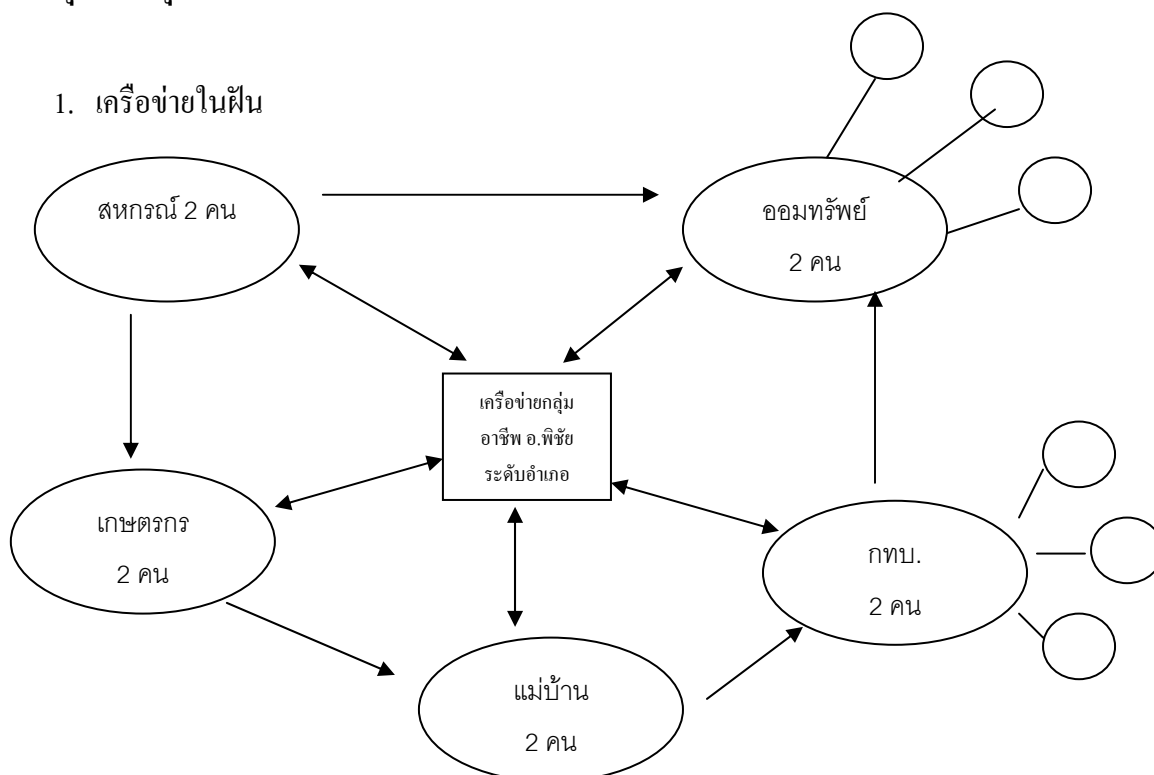 1. เครือข่ายในฝัน
สหกรณ์ 2 คน
ออมทรัพย์
2 คน
เครือข่ายกลุ่ม
อาชีพ อ.พิชัย
ระดับอำเภอ
เกษตรกร
2 คน
กทบ.
2 คน
แม่บ้าน
2 คน